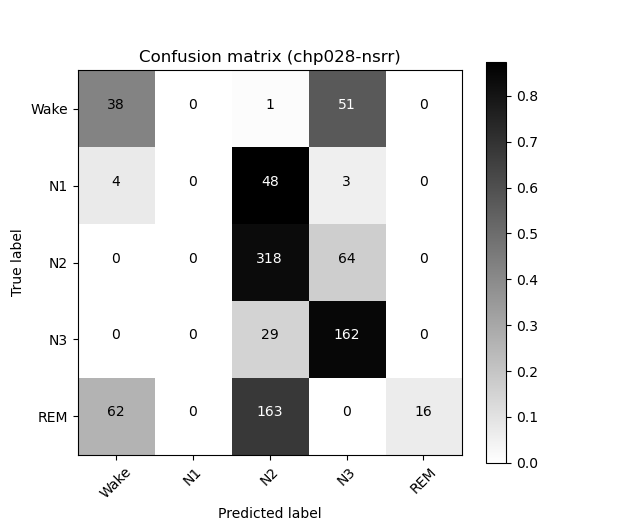 Confusion matrix (chp028-nsrr)
Wake 38 0 1 51 0
N1 4 0 48 3 0
N2 0 0 318 64 0
N3 0 0 29 162 0
REM 62 0 163 0 16
Wake N1 N2 N3 REM
True label
Predicted label
0.8
0.7
0.6
0.5
0.4
0.3
0.2
0.1
0.0